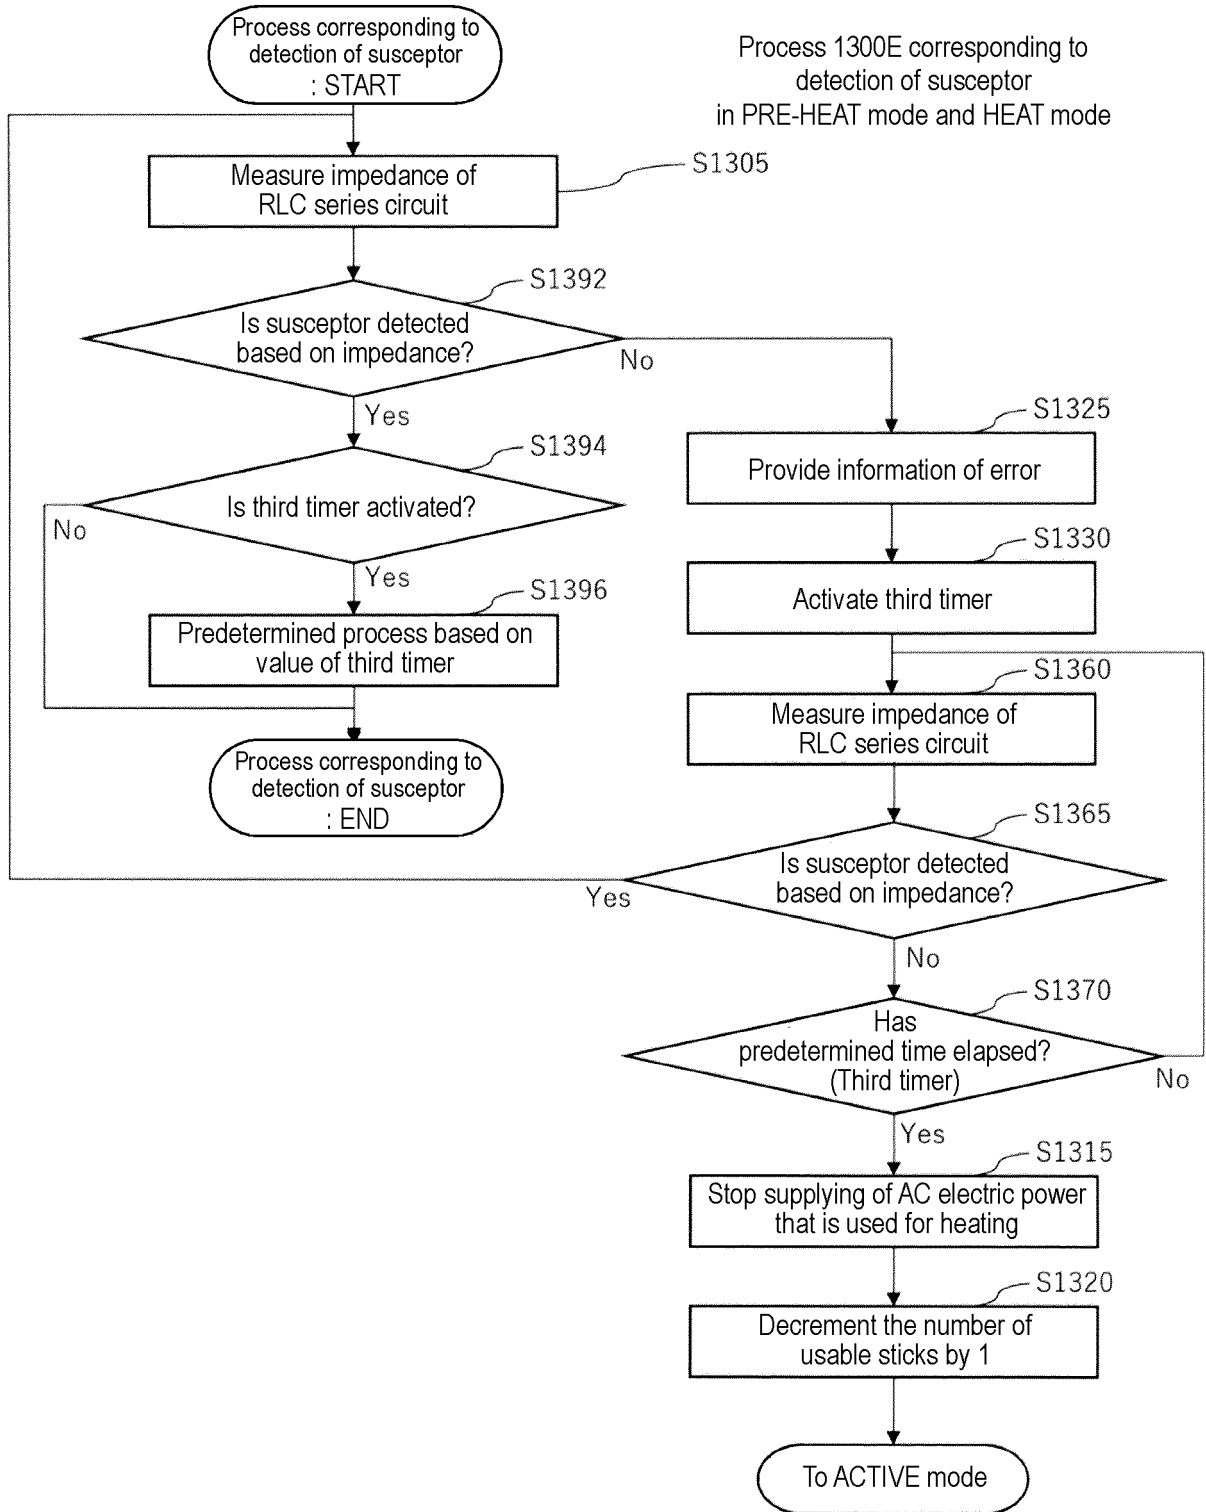 Process corresponding to
detection of susceptor
: START
Process 1300E corresponding to
detection of susceptor
in PRE-HEAT mode and HEAT mode
S1305
Measure impedance of
RLC series circuit
S1392
Is susceptor detected
based on impedance?
No
Yes
S1394
Is third timer activated?
No
Yes
S1396
Predetermined process based on
value of third timer
Process corresponding to
detection of susceptor
: END
S1325
Provide information of error
S1330
Activate third timer
S1360
Measure impedance of
RLC series circuit
S1365
Is susceptor detected
based on impedance?
Yes
No
S1370
Has
predetermined time elapsed?
(Third timer)
No
Yes
S1315
Stop supplying of AC electric power
that is used for heating
S1320
Decrement the number of
usable sticks by 1
To ACTIVE mode